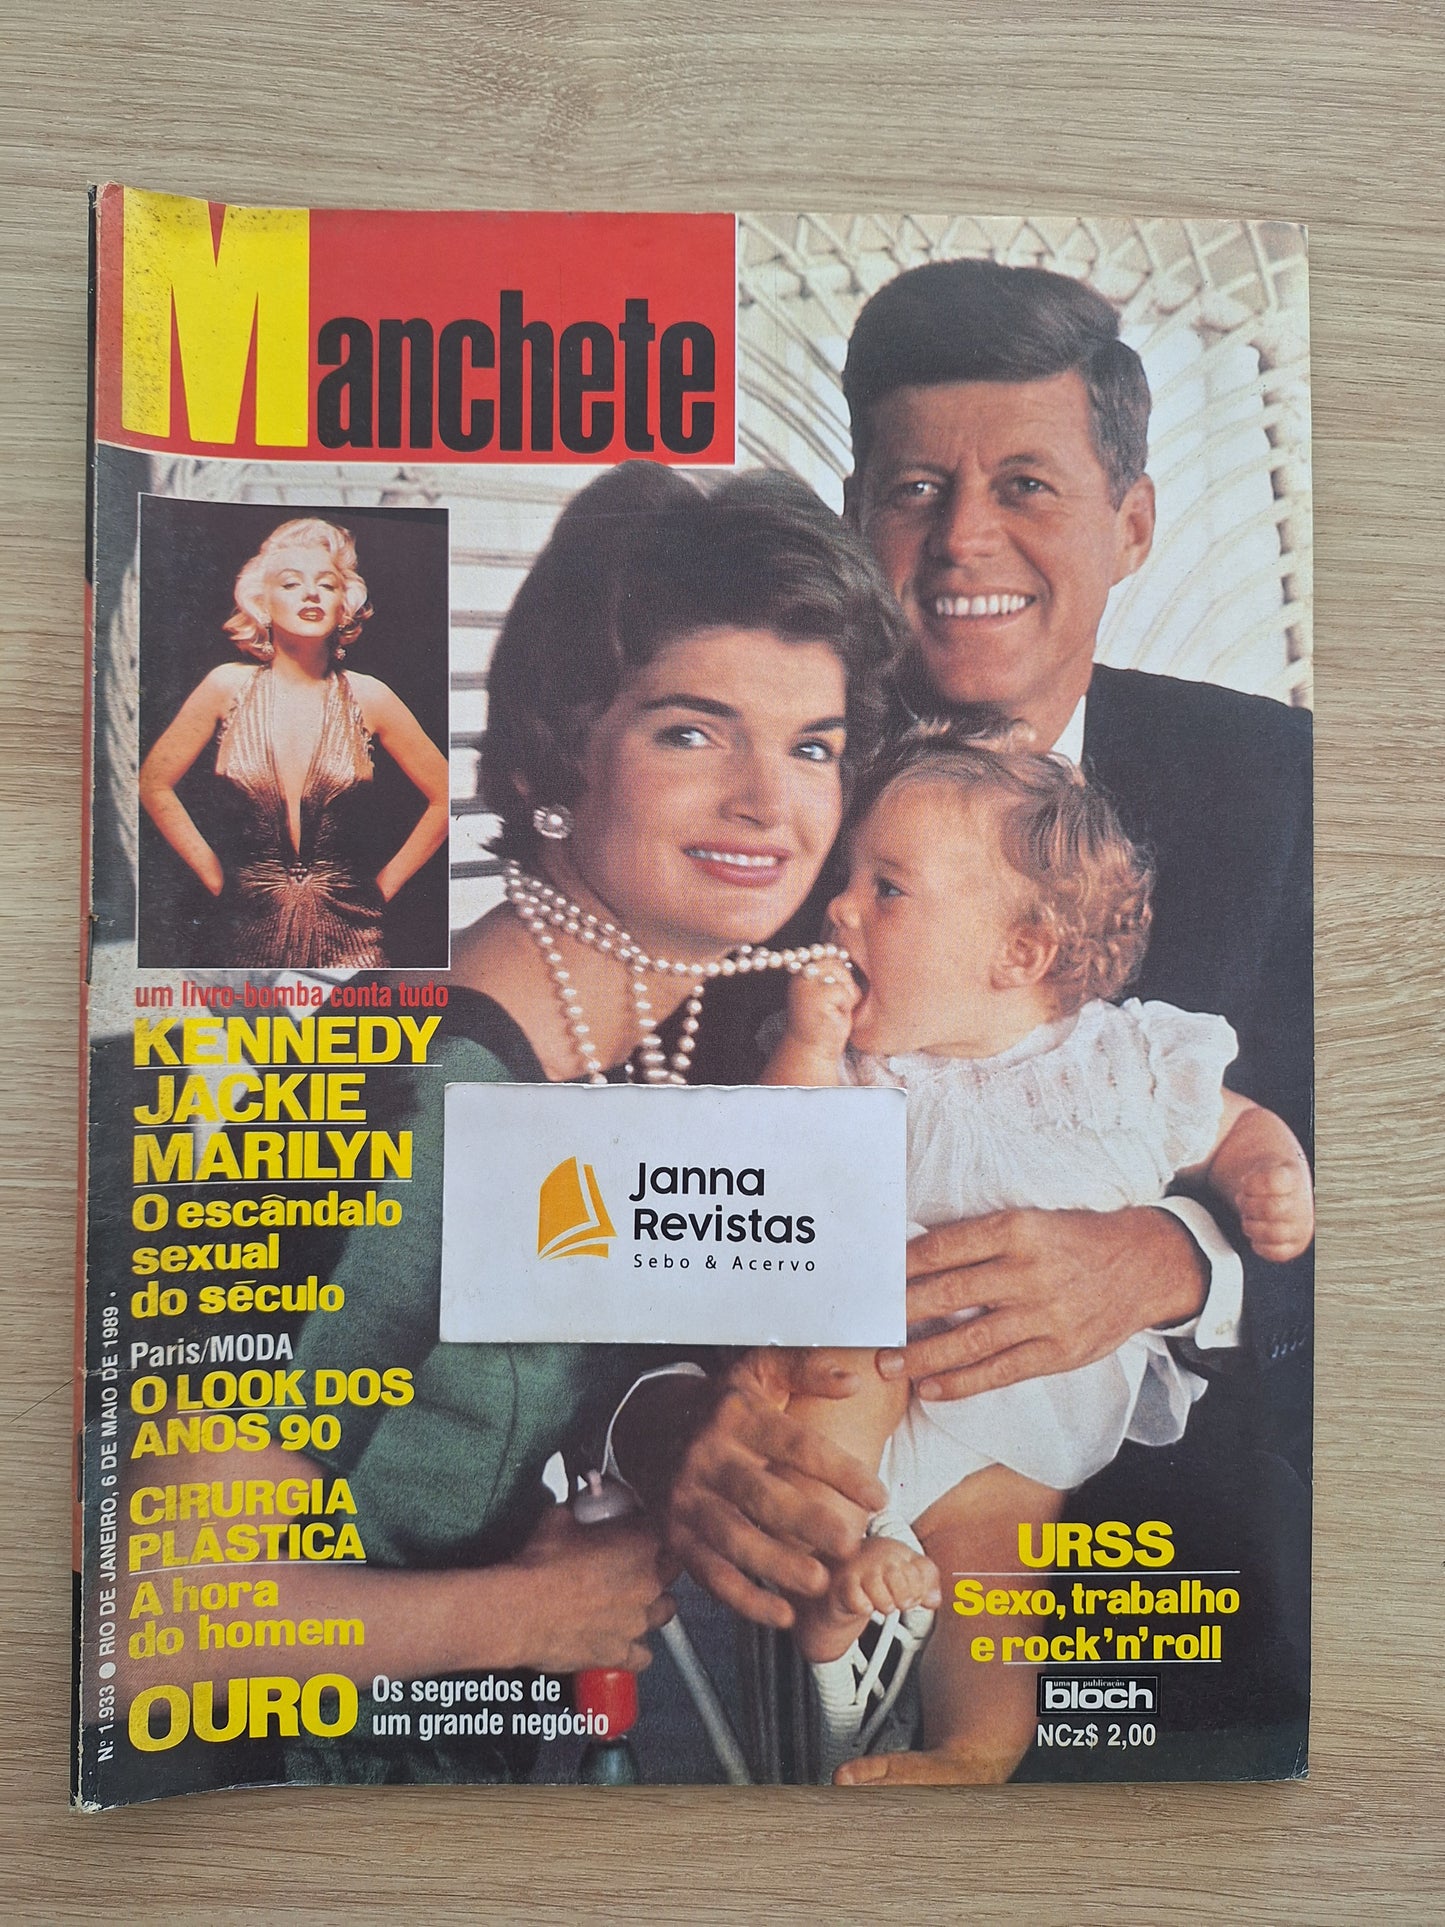 Manchete
um livro-bomba conta tudo
KENNEDY
JACKIE
MARILYN
O escândalo
sexual
do século
Paris/MODA
O LOOK DOS
ANOS 90
CIRURGIA
PLÁSTICA
A hora
do homem
OURO
Os segredos de
um grande negócio
Nº 1.933 ● RIO DE JANEIRO, 6 DE MAIO DE 1989 •
Janna
Revistas
Sebo & Acervo
URSS
Sexo, trabalho
e rock'n'roll
uma publicação
bloch
NCz$ 2,00